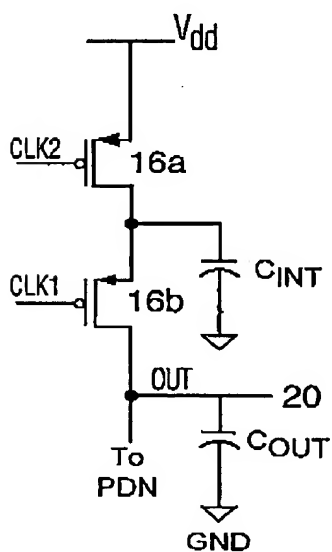 Vdd
CLK2
16a
CINT
CLK1
16b
OUT
20
COUT
To
PDN
GND